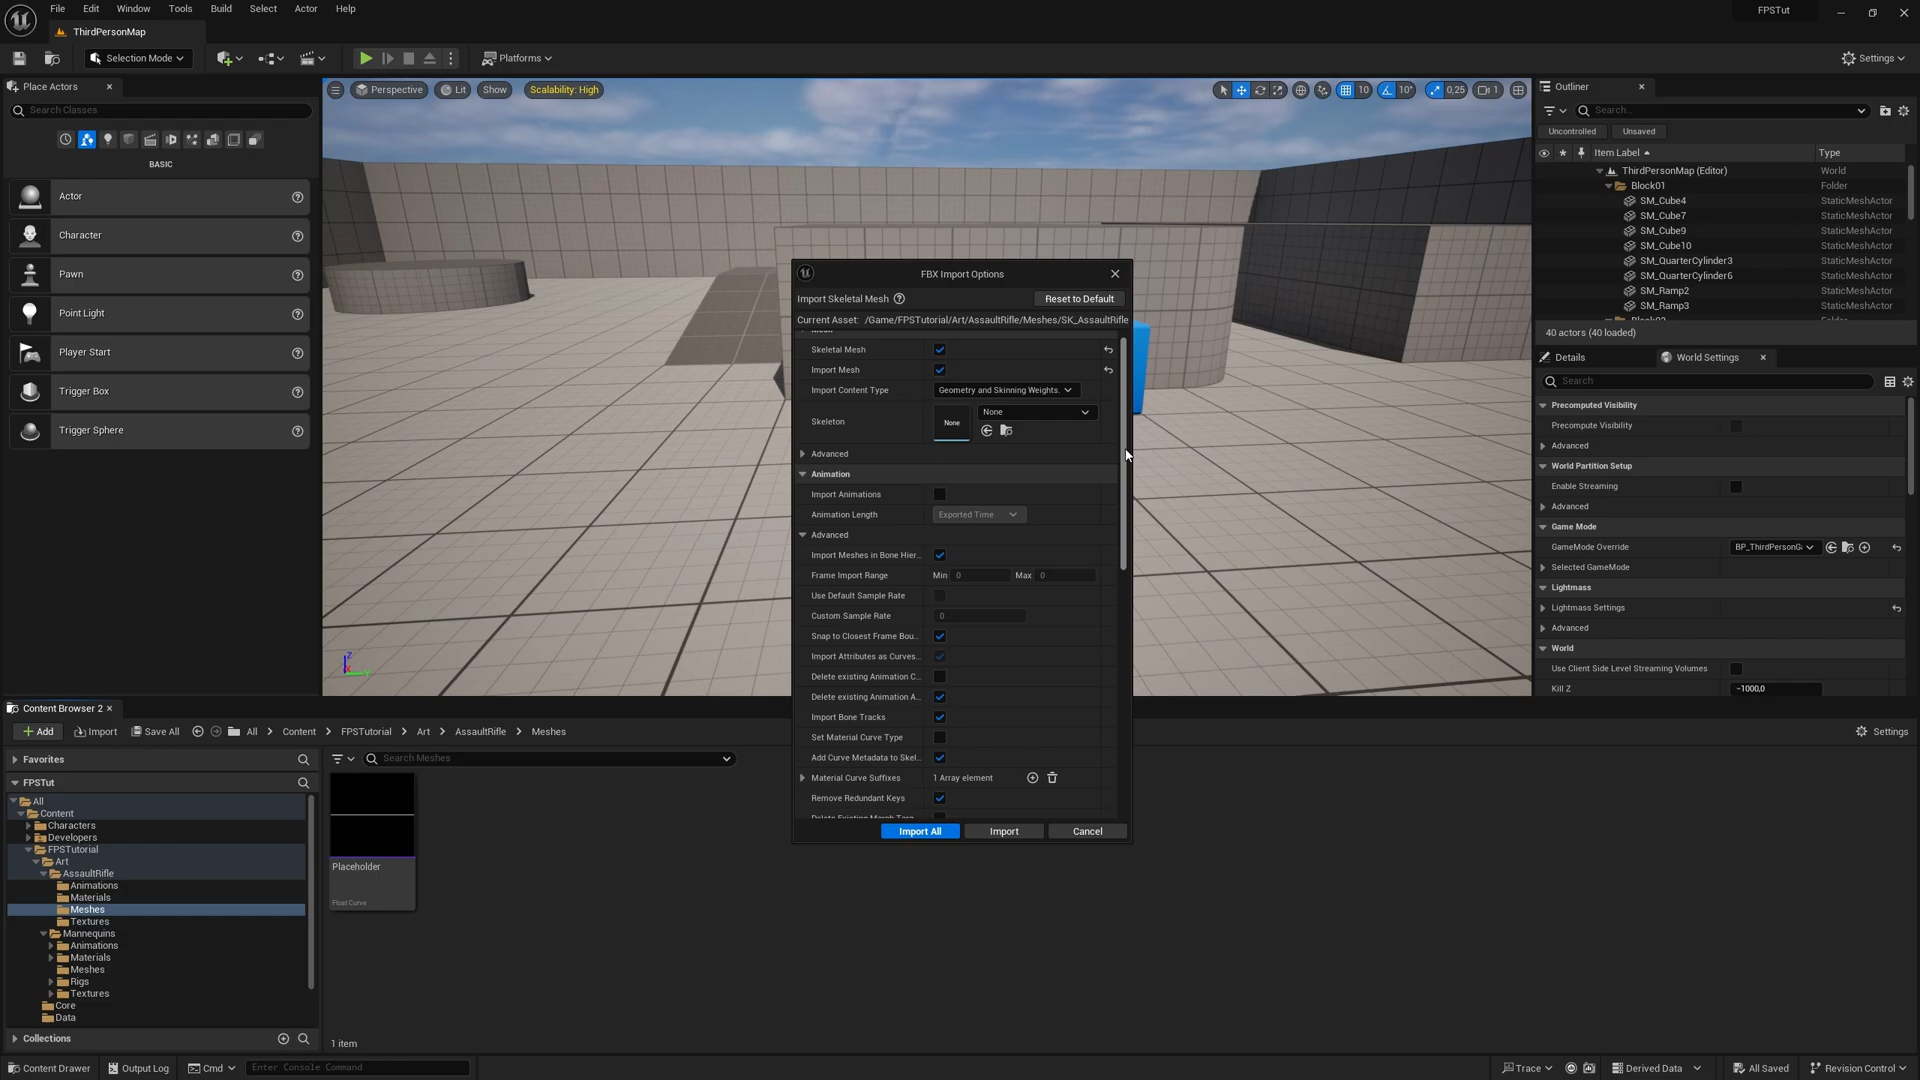 File Edit Window Tools Build Select Actor Help
FPSTut
ThirdPersonMap
Selection Mode
Platforms
Settings
Place Actors
Search Classes
BASIC
Actor
Character
Pawn
Point Light
Player Start
Trigger Box
Trigger Sphere
Perspective Lit Show Scalability: High
10 10° 0,25 1
FBX Import Options
Import Skeletal Mesh Reset to Default
Current Asset: /Game/FPSTutorial/Art/AssaultRifle/Meshes/SK_AssaultRifle
Skeletal Mesh
Import Mesh
Import Content Type Geometry and Skinning Weights.
Skeleton None None
Advanced
Animation
Import Animations
Animation Length Exported Time
Advanced
Import Meshes in Bone Hier...
Frame Import Range Min 0 Max 0
Use Default Sample Rate
Custom Sample Rate 0
Snap to Closest Frame Bou...
Import Attributes as Curves...
Delete existing Animation C...
Delete existing Animation A...
Import Bone Tracks
Set Material Curve Type
Add Curve Metadata to Skel...
Material Curve Suffixes 1 Array element
Remove Redundant Keys
Import All Import Cancel
Outliner
Search...
Uncontrolled Unsaved
Item Label Type
ThirdPersonMap (Editor) World
Block01 Folder
SM_Cube4 StaticMeshActor
SM_Cube7 StaticMeshActor
SM_Cube9 StaticMeshActor
SM_Cube10 StaticMeshActor
SM_QuarterCylinder3 StaticMeshActor
SM_QuarterCylinder6 StaticMeshActor
SM_Ramp2 StaticMeshActor
SM_Ramp3 StaticMeshActor
40 actors (40 loaded)
Details World Settings
Search
Precomputed Visibility
Precompute Visibility
Advanced
World Partition Setup
Enable Streaming
Advanced
Game Mode
GameMode Override BP_ThirdPersonG
Selected GameMode
Lightmass
Lightmass Settings
Advanced
World
Use Client Side Level Streaming Volumes
Kill Z -1000,0
Content Browser 2
Add Import Save All All Content FPSTutorial Art AssaultRifle Meshes Settings
Favorites
FPSTut
All
Content
Characters
Developers
FPSTutorial
Art
AssaultRifle
Animations
Materials
Meshes
Textures
Mannequins
Animations
Materials
Meshes
Rigs
Textures
Core
Data
Collections
Search Meshes
Placeholder
Float Curve
1 item
Content Drawer Output Log Cmd Enter Console Command Trace Derived Data All Saved Revision Control